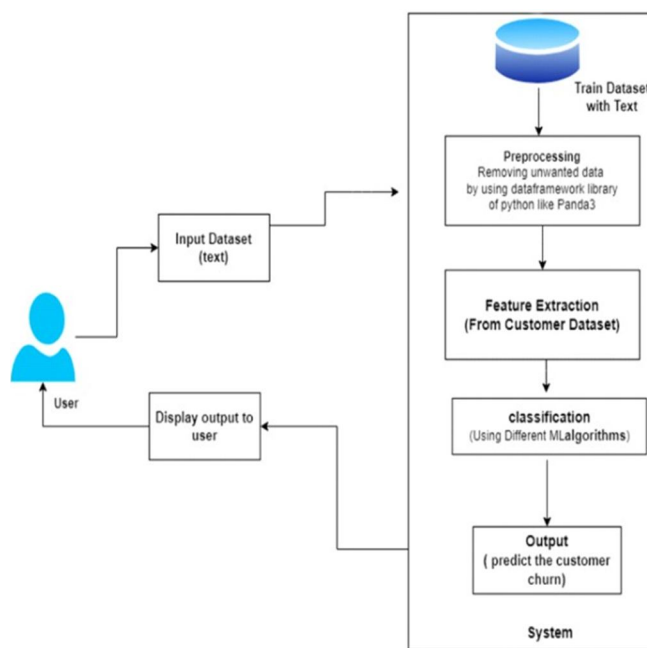 Train Dataset
with Text
Preprocessing
Removing unwanted data
by using dataframework library
of python like Panda3
Input Dataset
(text)
Feature Extraction
(From Customer Dataset)
User
Display output to
user
classification
(Using Different MLalgorithms)
Output
( predict the customer
churn)
System